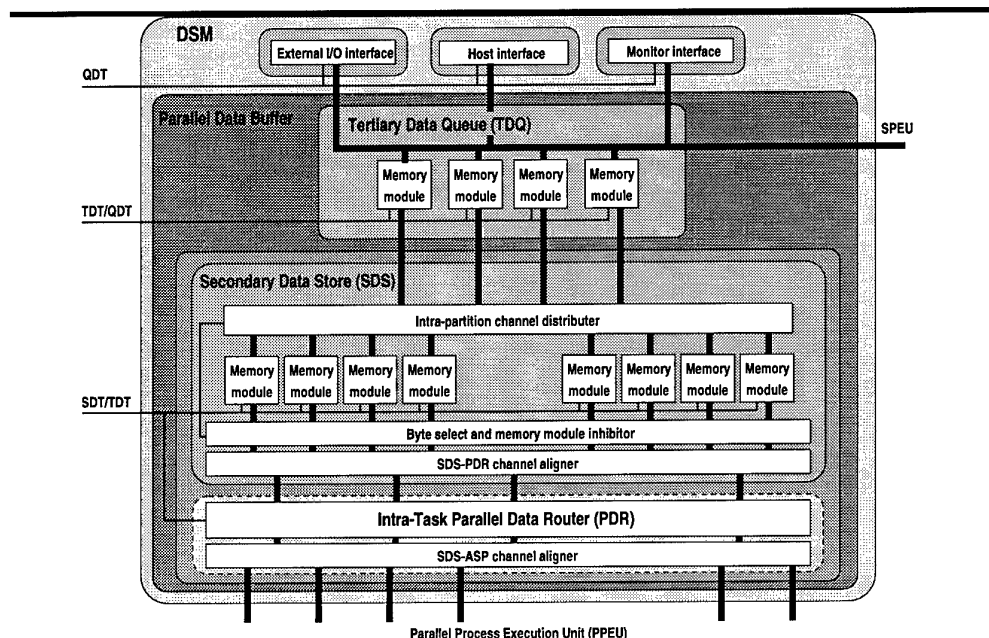 DSM
External I/O interface
Host interface
Monitor interface
QDT
Parallel Data Buffer
Tertiary Data Queue (TDQ)
SPEU
Memory module
Memory module
Memory module
Memory module
TDT/QDT
Secondary Data Store (SDS)
Intra-partition channel distributer
Memory module
Memory module
Memory module
Memory module
Memory module
Memory module
Memory module
Memory module
SDT/TDT
Byte select and memory module inhibitor
SDS-PDR channel aligner
Intra-Task Parallel Data Router (PDR)
SDS-ASP channel aligner
Parallel Process Execution Unit (PPEU)